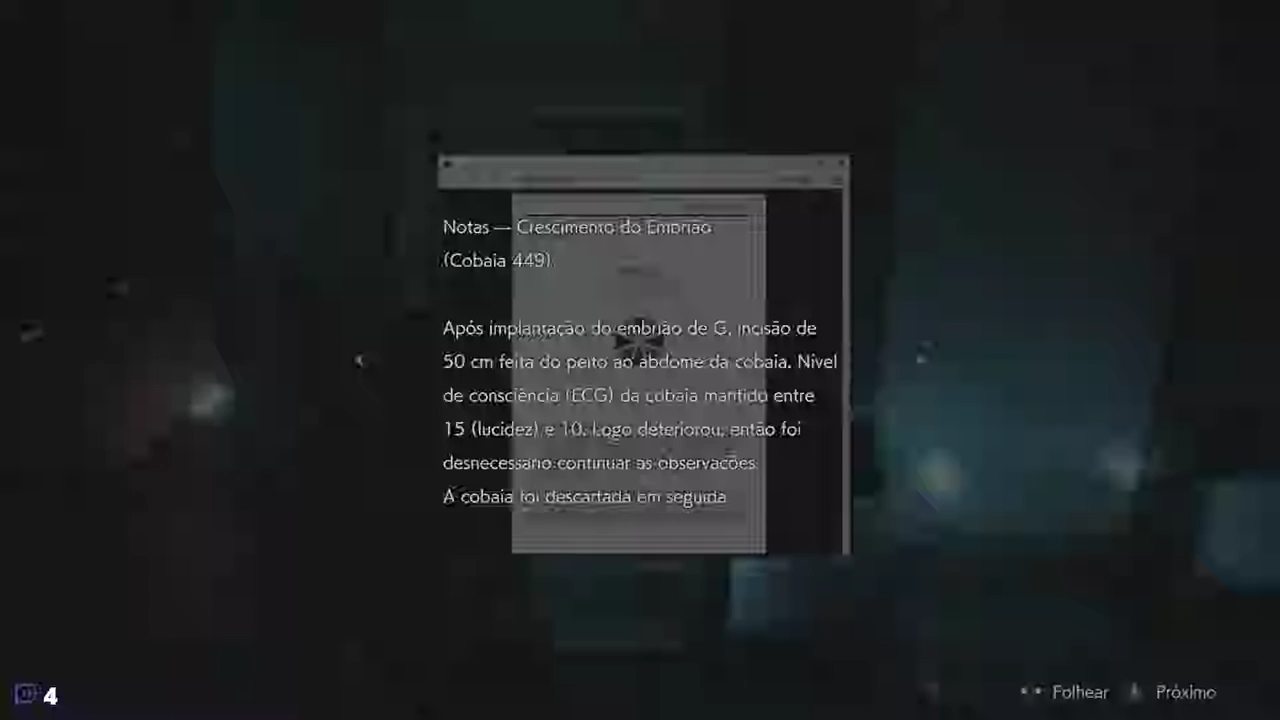 Notas — Crescimento do Embrião
(Cobaia 449)
Após implantação do embrião de G, incisão de
50 cm feita do peito ao abdome da cobaia. Nível
de consciência (ECG) da cobaia mantido entre
15 (lucidez) e 10. Logo deteriorou, então foi
desnecessário continuar as observações.
A cobaia foi descartada em seguida.
4
Folhear
Próximo